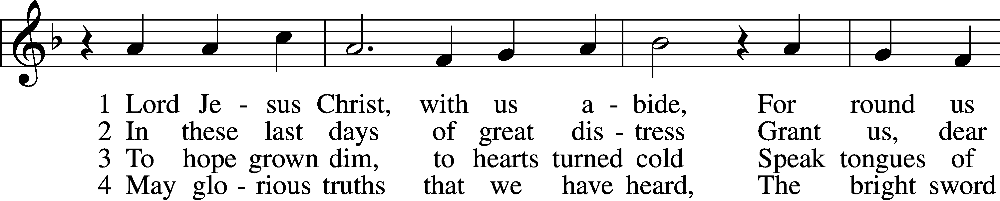 1 Lord Je - sus Christ, with us a - bide, For round us
2 In these last days of great dis - tress Grant us, dear
3 To hope grown dim, to hearts turned cold Speak tongues of
4 May glo - rious truths that we have heard, The bright sword